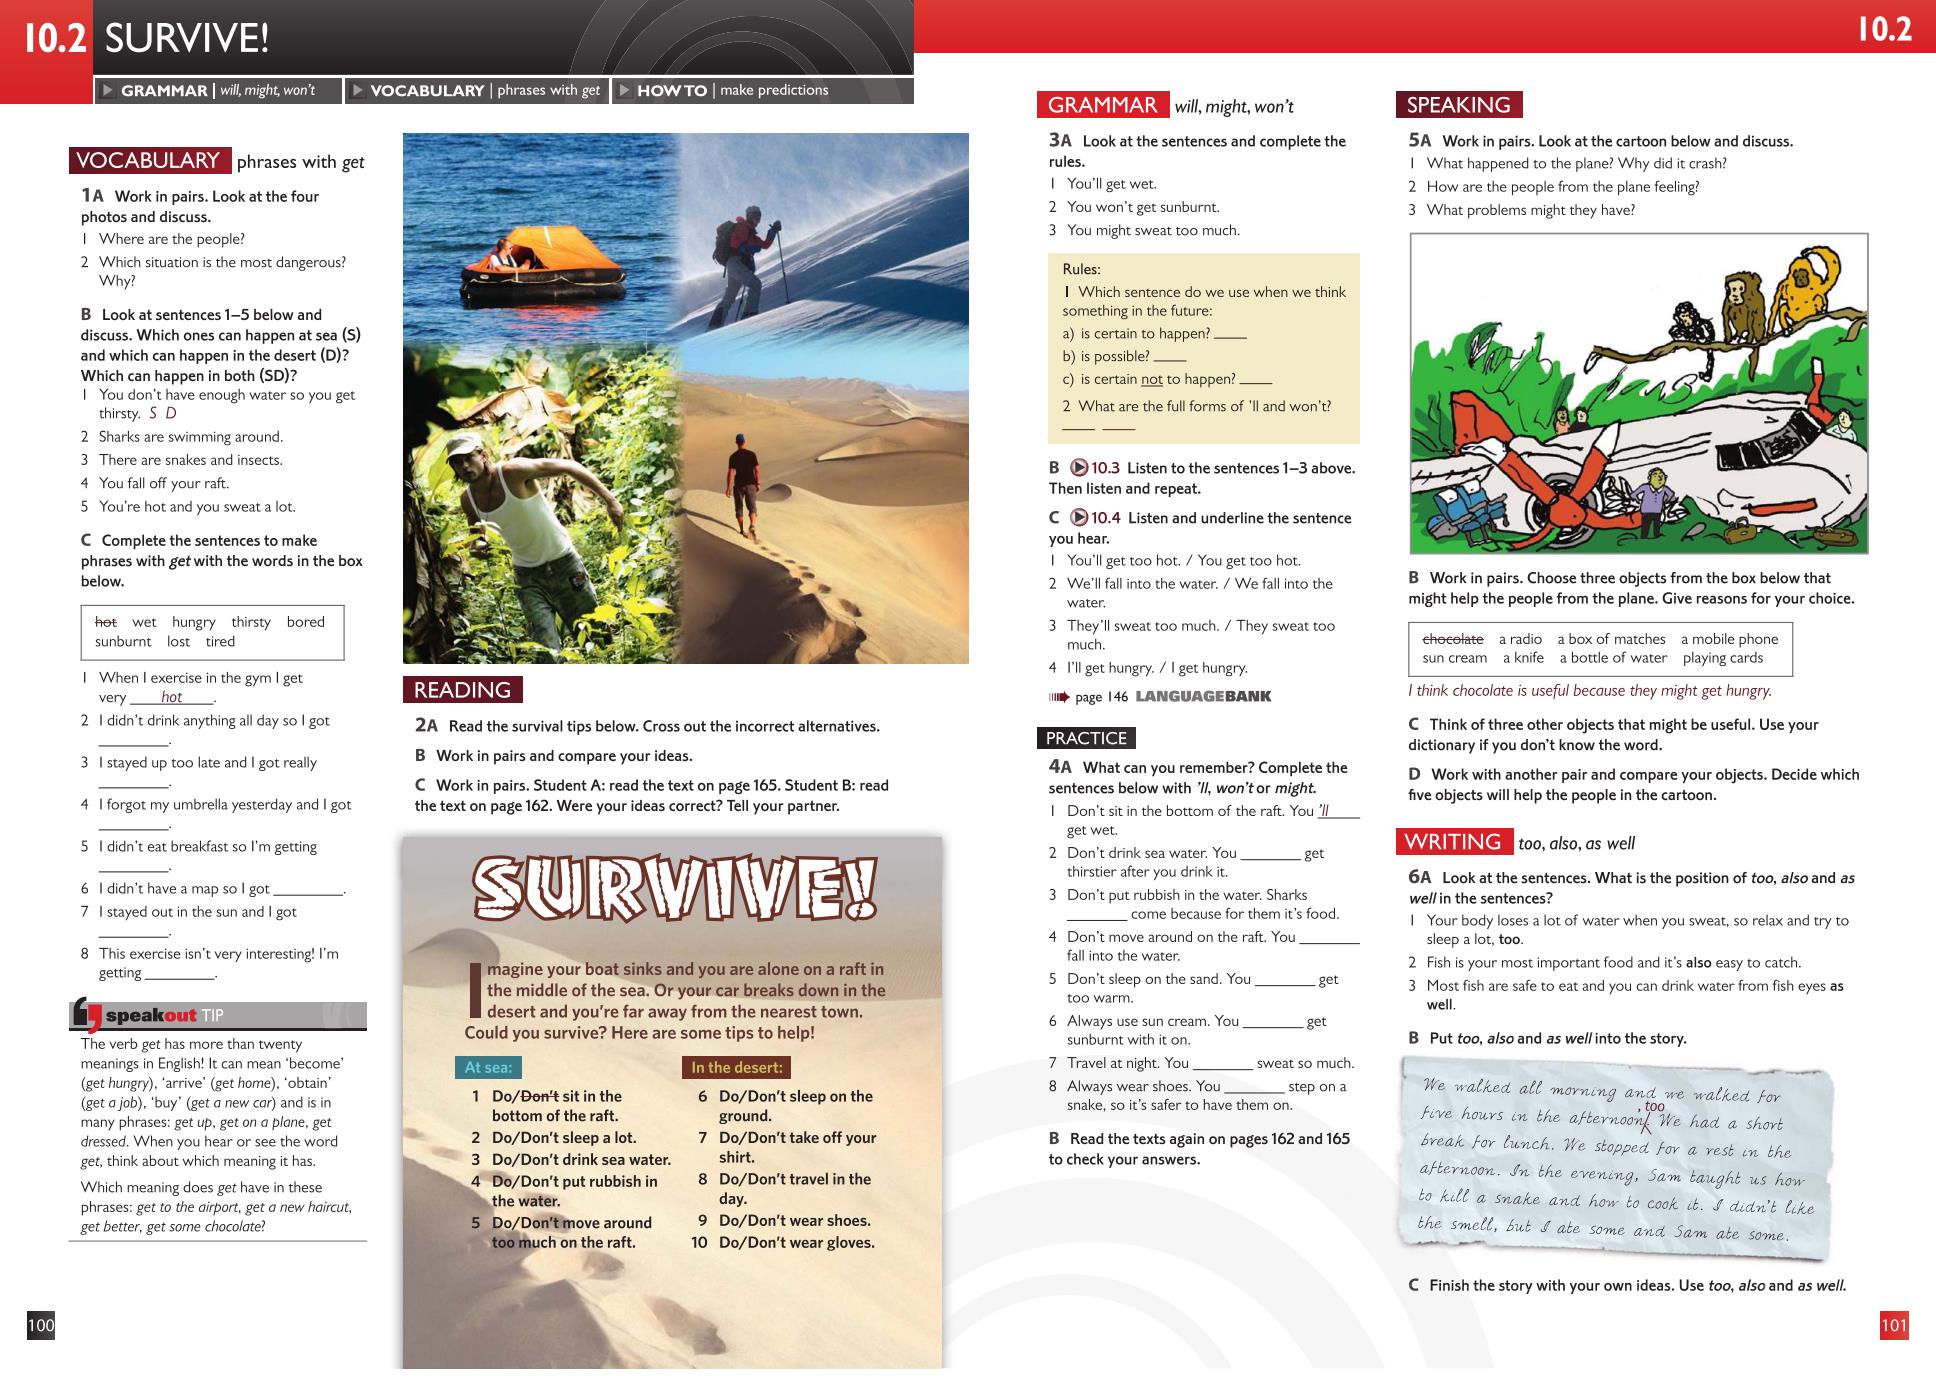 10.2 SURVIVE!
GRAMMAR | will, might, won't
VOCABULARY | phrases with get
HOW TO | make predictions
VOCABULARY phrases with get
1A Work in pairs. Look at the four
photos and discuss.
1 Where are the people?
2 Which situation is the most dangerous?
Why?
B Look at sentences 1–5 below and
discuss. Which ones can happen at sea (S)
and which can happen in the desert (D)?
Which can happen in both (SD)?
1 You don't have enough water so you get
thirsty. S D
2 Sharks are swimming around.
3 There are snakes and insects.
4 You fall off your raft.
5 You're hot and you sweat a lot.
C Complete the sentences to make
phrases with get with the words in the box
below.
hot wet hungry thirsty bored
sunburnt lost tired
1 When I exercise in the gym I get
very hot.
2 I didn't drink anything all day so I got
________.
3 I stayed up too late and I got really
________.
4 I forgot my umbrella yesterday and I got
________.
5 I didn't eat breakfast so I'm getting
________.
6 I didn't have a map so I got ________.
7 I stayed out in the sun and I got
________.
8 This exercise isn't very interesting! I'm
getting ________.
speakout TIP
The verb get has more than twenty
meanings in English! It can mean 'become'
(get hungry), 'arrive' (get home), 'obtain'
(get a job), 'buy' (get a new car) and is in
many phrases: get up, get on a plane, get
dressed. When you hear or see the word
get, think about which meaning it has.
Which meaning does get have in these
phrases: get to the airport, get a new haircut,
get better, get some chocolate?
100
READING
2A Read the survival tips below. Cross out the incorrect alternatives.
B Work in pairs and compare your ideas.
C Work in pairs. Student A: read the text on page 165. Student B: read
the text on page 162. Were your ideas correct? Tell your partner.
SURVIVE!
Imagine your boat sinks and you are alone on a raft in
the middle of the sea. Or your car breaks down in the
desert and you're far away from the nearest town.
Could you survive? Here are some tips to help!
At sea:
1 Do/Don't sit in the
bottom of the raft.
2 Do/Don't sleep a lot.
3 Do/Don't drink sea water.
4 Do/Don't put rubbish in
the water.
5 Do/Don't move around
too much on the raft.
In the desert:
6 Do/Don't sleep on the
ground.
7 Do/Don't take off your
shirt.
8 Do/Don't travel in the
day.
9 Do/Don't wear shoes.
10 Do/Don't wear gloves.
10.2
GRAMMAR will, might, won't
3A Look at the sentences and complete the
rules.
1 You'll get wet.
2 You won't get sunburnt.
3 You might sweat too much.
Rules:
1 Which sentence do we use when we think
something in the future:
a) is certain to happen? ____
b) is possible? ____
c) is certain not to happen? ____
2 What are the full forms of 'll and won't?
____ ____
B 10.3 Listen to the sentences 1–3 above.
Then listen and repeat.
C 10.4 Listen and underline the sentence
you hear.
1 You'll get too hot. / You get too hot.
2 We'll fall into the water. / We fall into the
water.
3 They'll sweat too much. / They sweat too
much.
4 I'll get hungry. / I get hungry.
page 146 LANGUAGEBANK
PRACTICE
4A What can you remember? Complete the
sentences below with 'll, won't or might.
1 Don't sit in the bottom of the raft. You 'll
get wet.
2 Don't drink sea water. You ________ get
thirstier after you drink it.
3 Don't put rubbish in the water. Sharks
________ come because for them it's food.
4 Don't move around on the raft. You ________
fall into the water.
5 Don't sleep on the sand. You ________ get
too warm.
6 Always use sun cream. You ________ get
sunburnt with it on.
7 Travel at night. You ________ sweat so much.
8 Always wear shoes. You ________ step on a
snake, so it's safer to have them on.
B Read the texts again on pages 162 and 165
to check your answers.
SPEAKING
5A Work in pairs. Look at the cartoon below and discuss.
1 What happened to the plane? Why did it crash?
2 How are the people from the plane feeling?
3 What problems might they have?
B Work in pairs. Choose three objects from the box below that
might help the people from the plane. Give reasons for your choice.
chocolate a radio a box of matches a mobile phone
sun cream a knife a bottle of water playing cards
I think chocolate is useful because they might get hungry.
C Think of three other objects that might be useful. Use your
dictionary if you don't know the word.
D Work with another pair and compare your objects. Decide which
five objects will help the people in the cartoon.
WRITING too, also, as well
6A Look at the sentences. What is the position of too, also and as
well in the sentences?
1 Your body loses a lot of water when you sweat, so relax and try to
sleep a lot, too.
2 Fish is your most important food and it's also easy to catch.
3 Most fish are safe to eat and you can drink water from fish eyes as
well.
B Put too, also and as well into the story.
We walked all morning and we walked for
, too
five hours in the afternoon. We had a short
break for lunch. We stopped for a rest in the
afternoon. In the evening, Sam taught us how
to kill a snake and how to cook it. I didn't like
the smell, but I ate some and Sam ate some.
C Finish the story with your own ideas. Use too, also and as well.
101